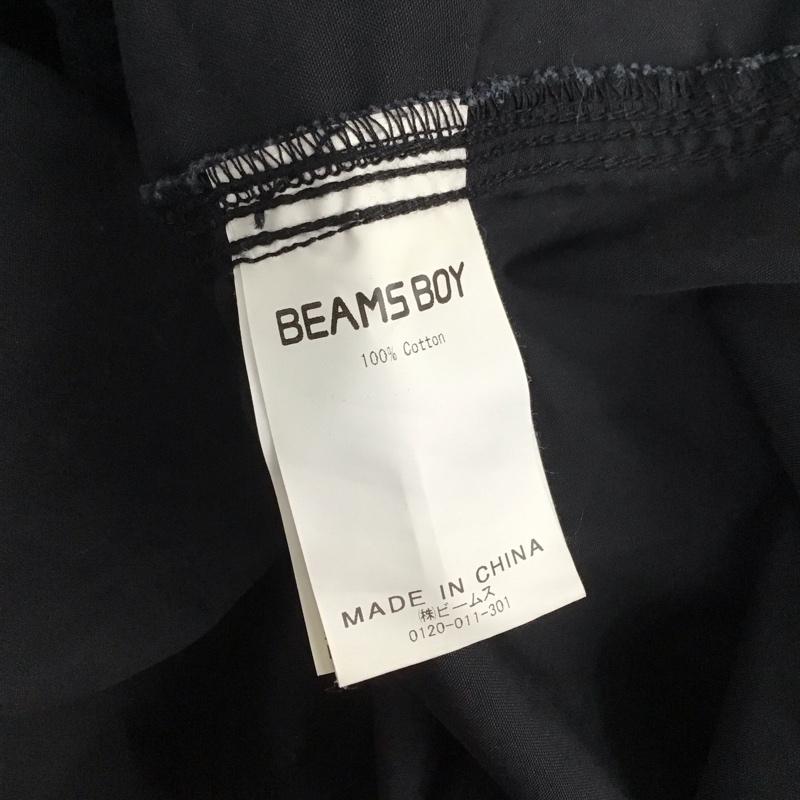 BEAMS BOY
100% Cotton
MADE IN CHINA
㈱ビームス
0120-011-301